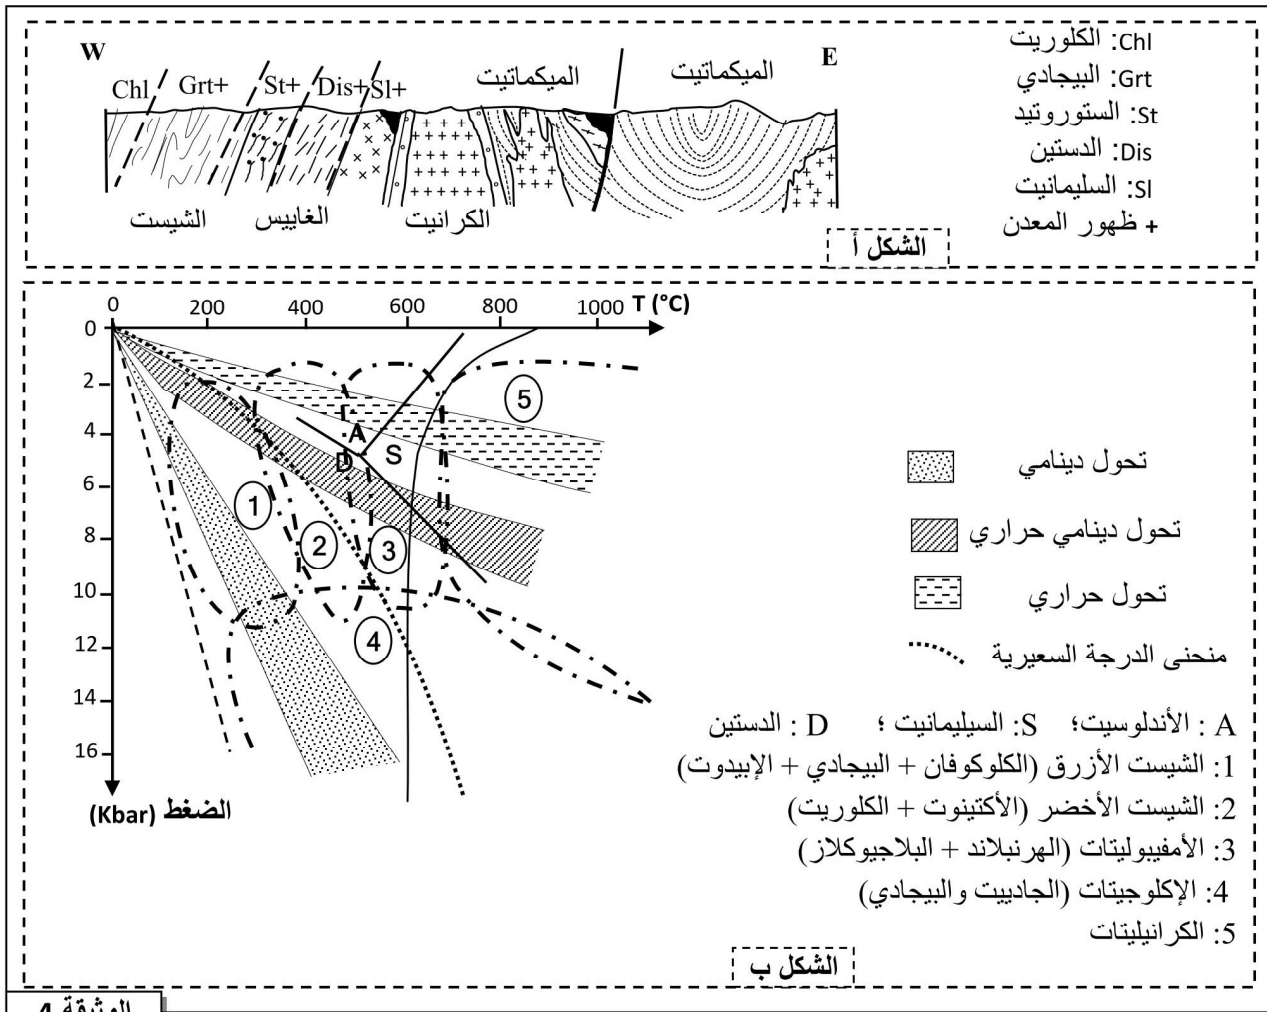 W
E
Chl
Grt+
St+
Dis+
Sl+
الميكماتيت
الميكماتيت
الشيست
الغاييس
الكرانيت
Chl: الكلوريت
Grt: البيجادي
St: الستوروتيد
Dis: الدستين
Sl: السليمانيت
+ ظهور المعدن
الشكل أ
0 200 400 600 800 1000 T (°C)
0
2
4
6
8
10
12
14
16
A
D
S
1
2
3
4
5
الضغط (Kbar)
تحول دينامي
تحول دينامي حراري
تحول حراري
منحنى الدرجة السعيرية
A : الأندلوسيت؛ S: السيليمانيت ؛ D : الدستين
1: الشيست الأزرق (الكلوكوفان + البيجادي + الإبيدوت)
2: الشيست الأخضر (الأكتينوت + الكلوريت)
3: الأمفيبوليتات (الهرنبلاند + البلاجيوكلاز)
4: الإكلوجيتات (الجادييت والبيجادي)
5: الكرانيليتات
الشكل ب
الوثيقة 4